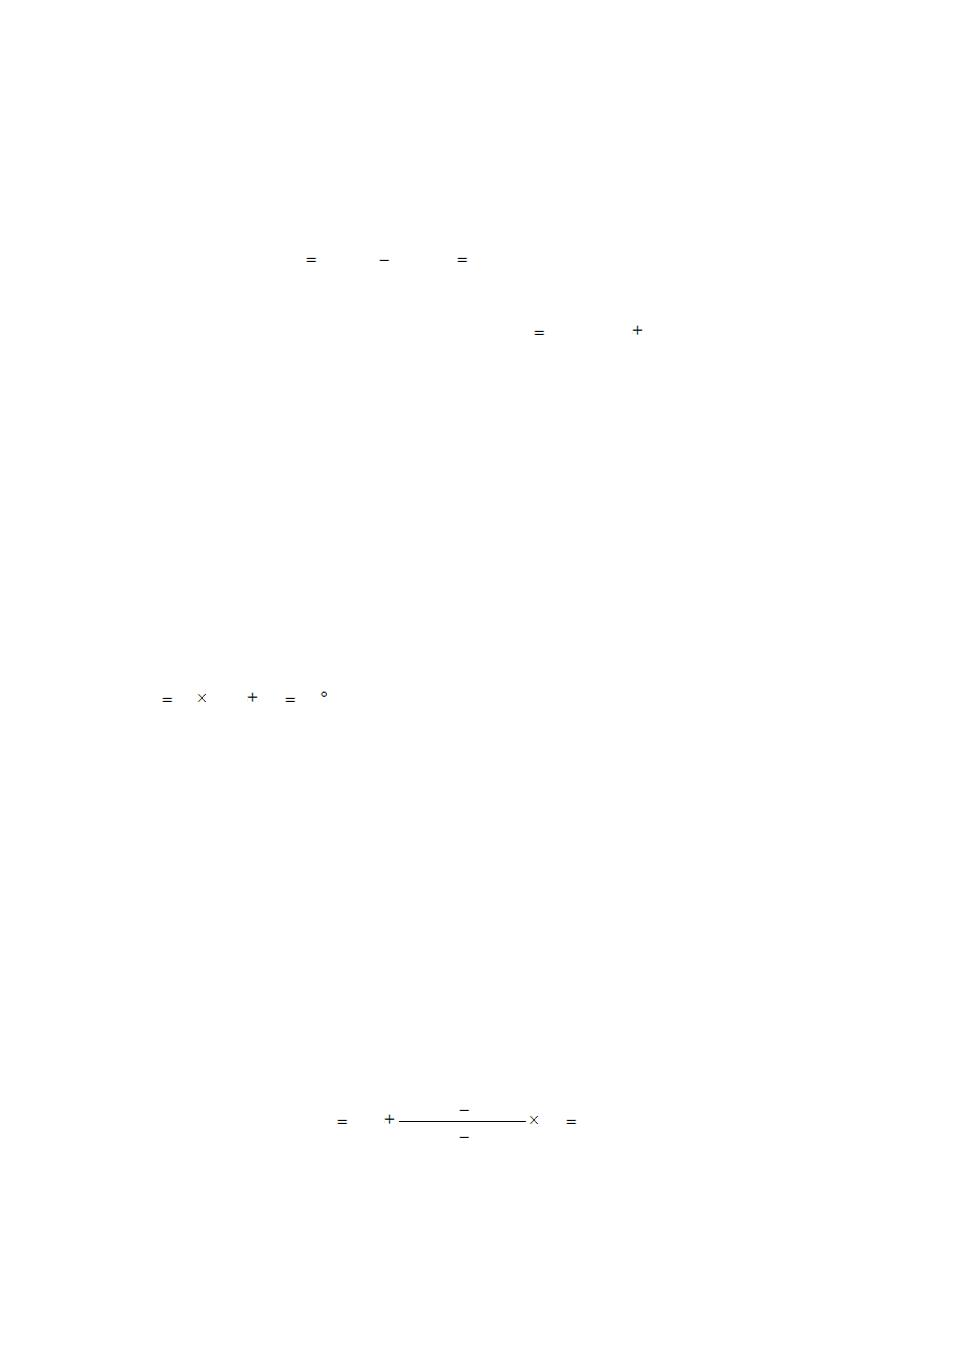 = − =
= +
= × + = °
= + − × =
−